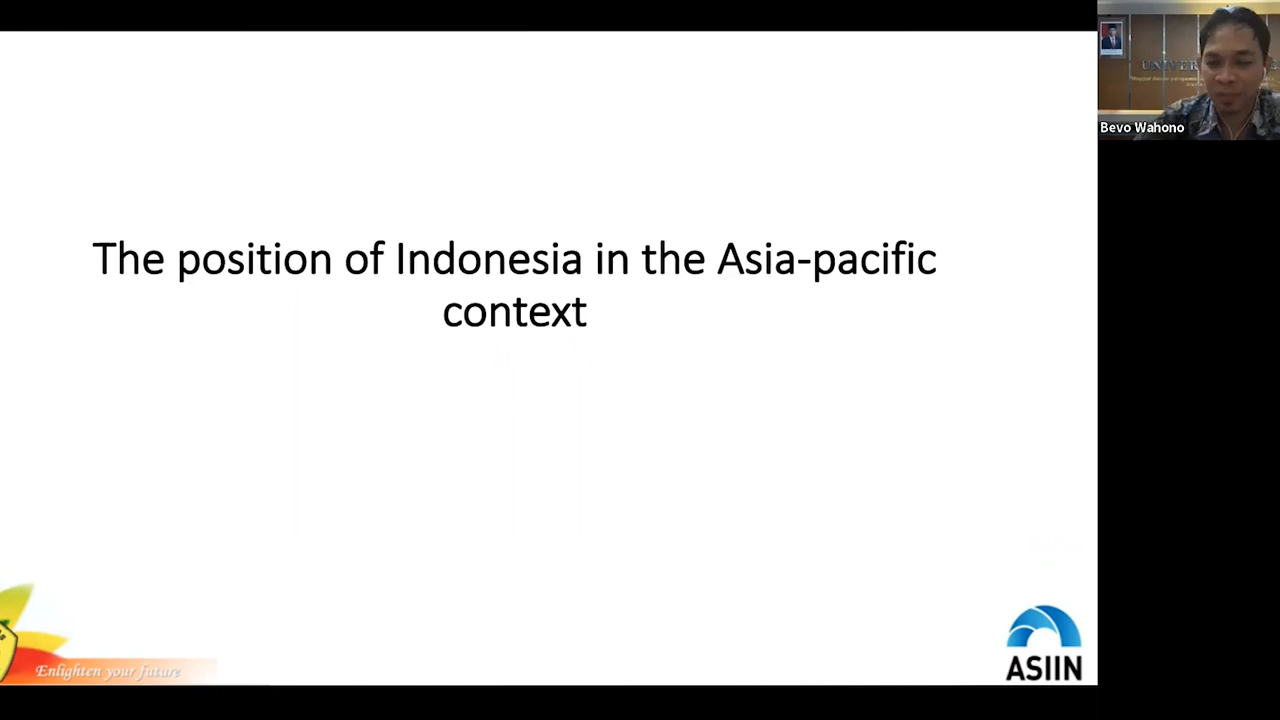 The position of Indonesia in the Asia-pacific
context
Bevo Wahono
Enlighten your future
ASIIN